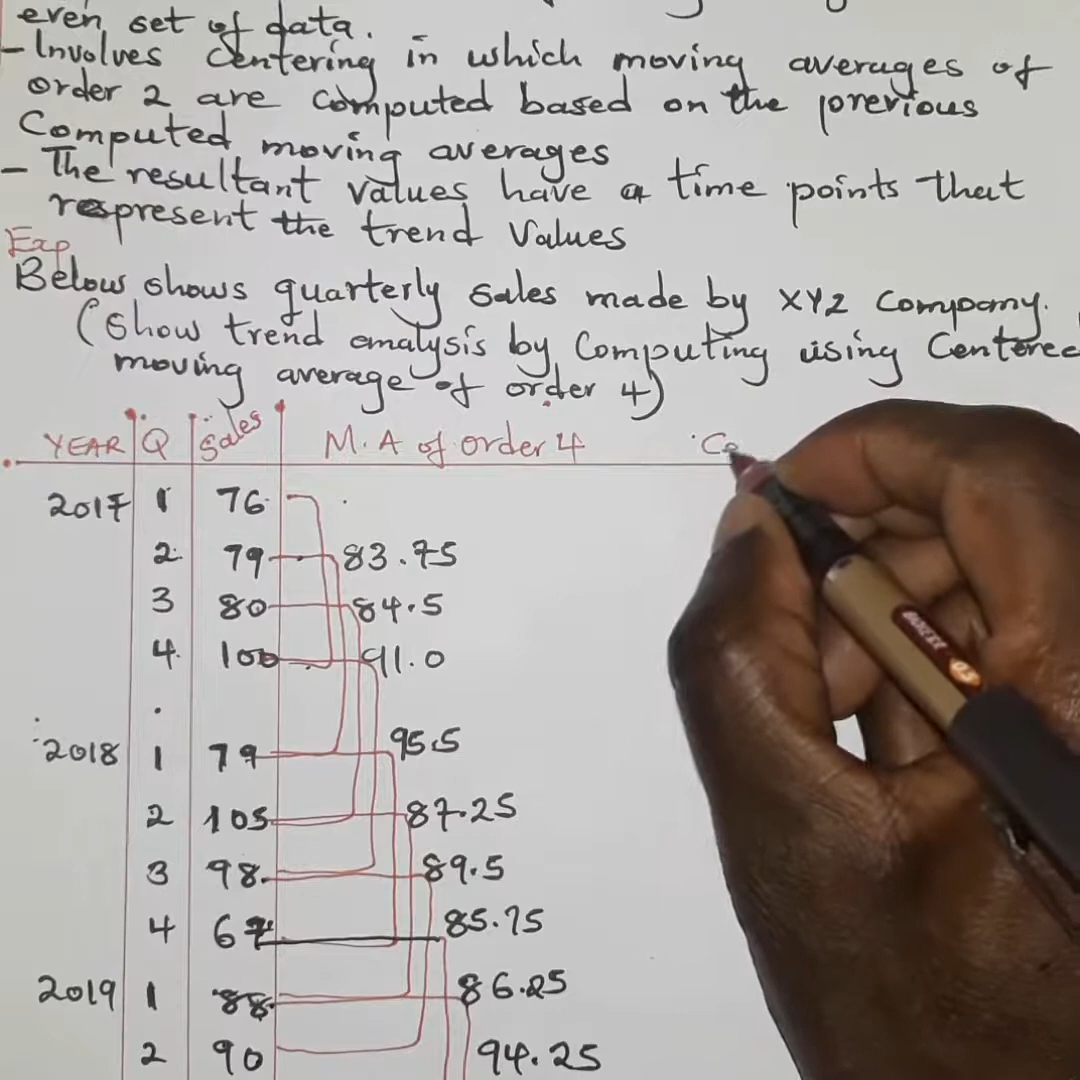 even set of data.
- Involves Centering in which moving averages of
order 2 are computed based on the previous
Computed moving averages
- The resultant values have a time points that
represent the trend values
Exp
Below shows quarterly sales made by XYZ Company.
(show trend analysis by Computing using Centered
moving average of order 4)
YEAR Q Sales M.A of order 4 Ce
2017 1 76
2 79 83.75
3 80 84.5
4 100 91.0
2018 1 79 95.5
2 105 87.25
3 98 89.5
4 67 85.75
2019 1 88 86.25
2 90 94.25